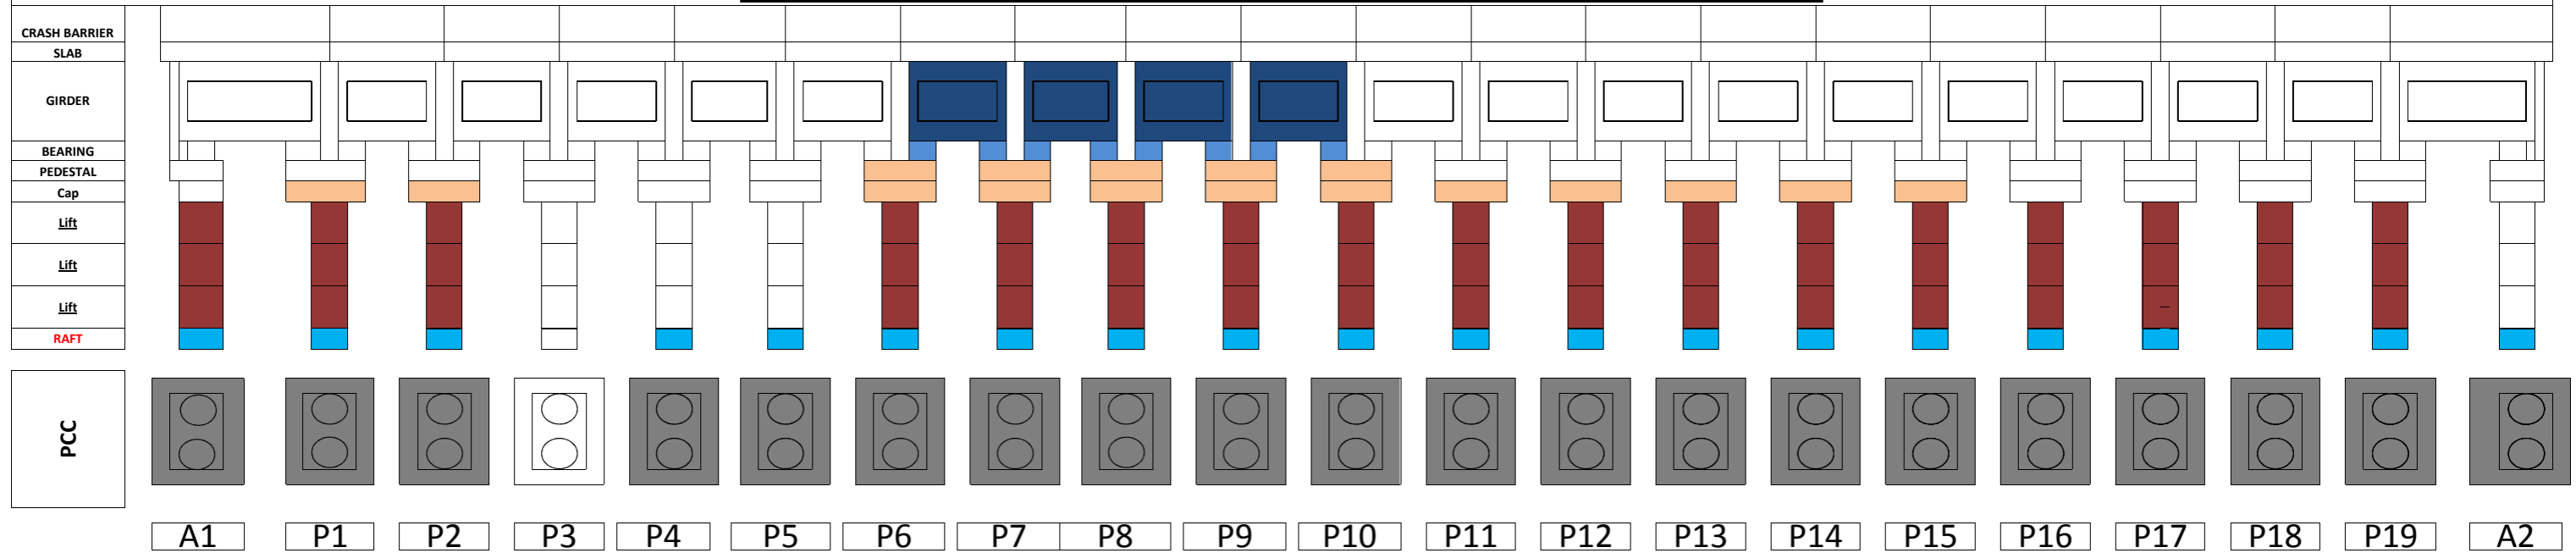 CRASH BARRIER
SLAB
GIRDER
BEARING
PEDESTAL
Cap
Lift
Lift
Lift
RAFT
PCC
A1 P1 P2 P3 P4 P5 P6 P7 P8 P9 P10 P11 P12 P13 P14 P15 P16 P17 P18 P19 A2